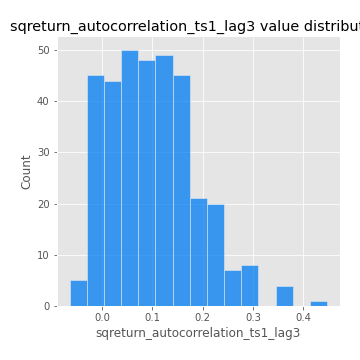 sqreturn_autocorrelation_ts1_lag3 value distribut
50
40
30
20
10
0
Count
0.0 0.1 0.2 0.3 0.4
sqreturn_autocorrelation_ts1_lag3